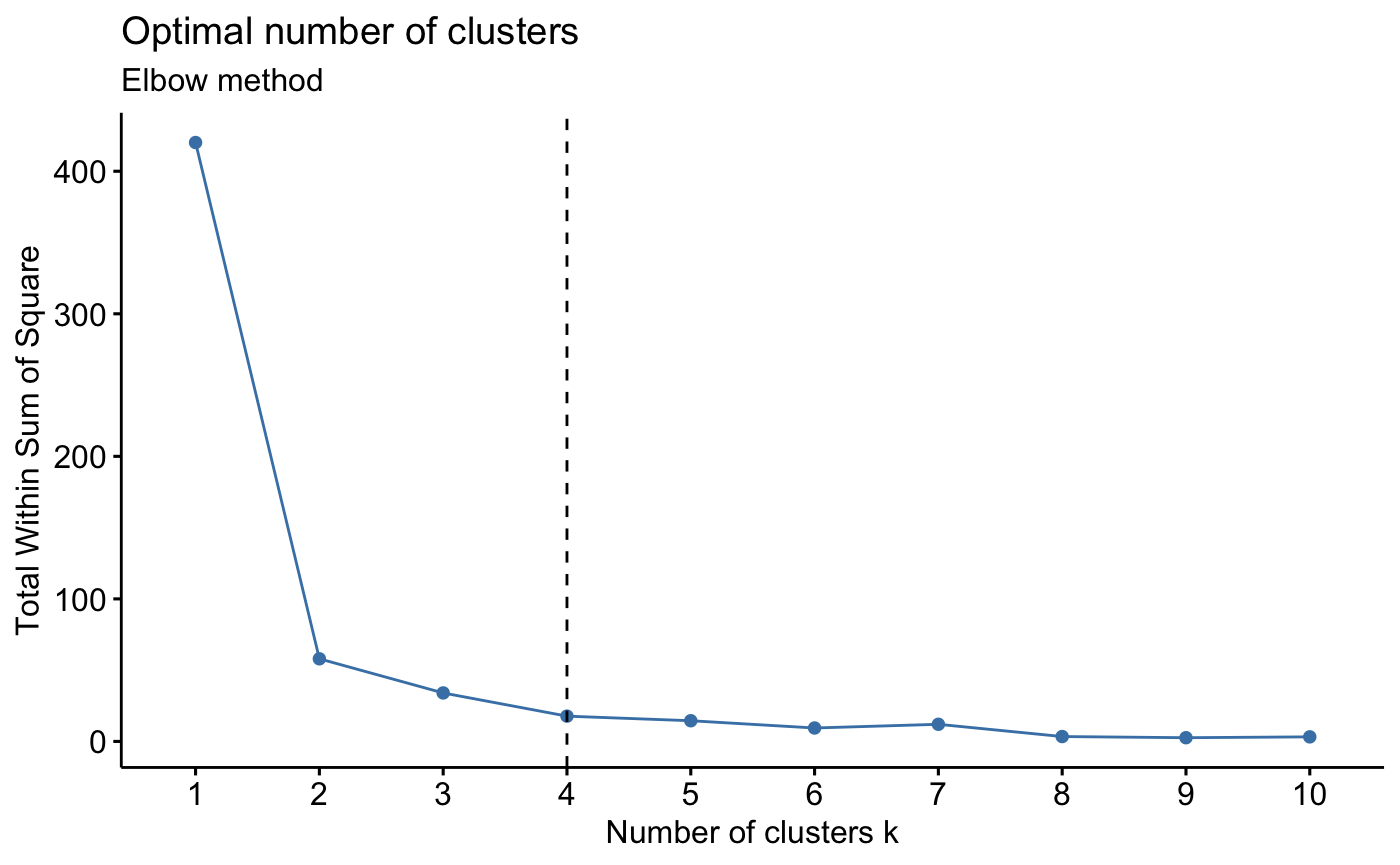 Optimal number of clusters
Elbow method
Total Within Sum of Square
400
300
200
100
0
1 2 3 4 5 6 7 8 9 10
Number of clusters k